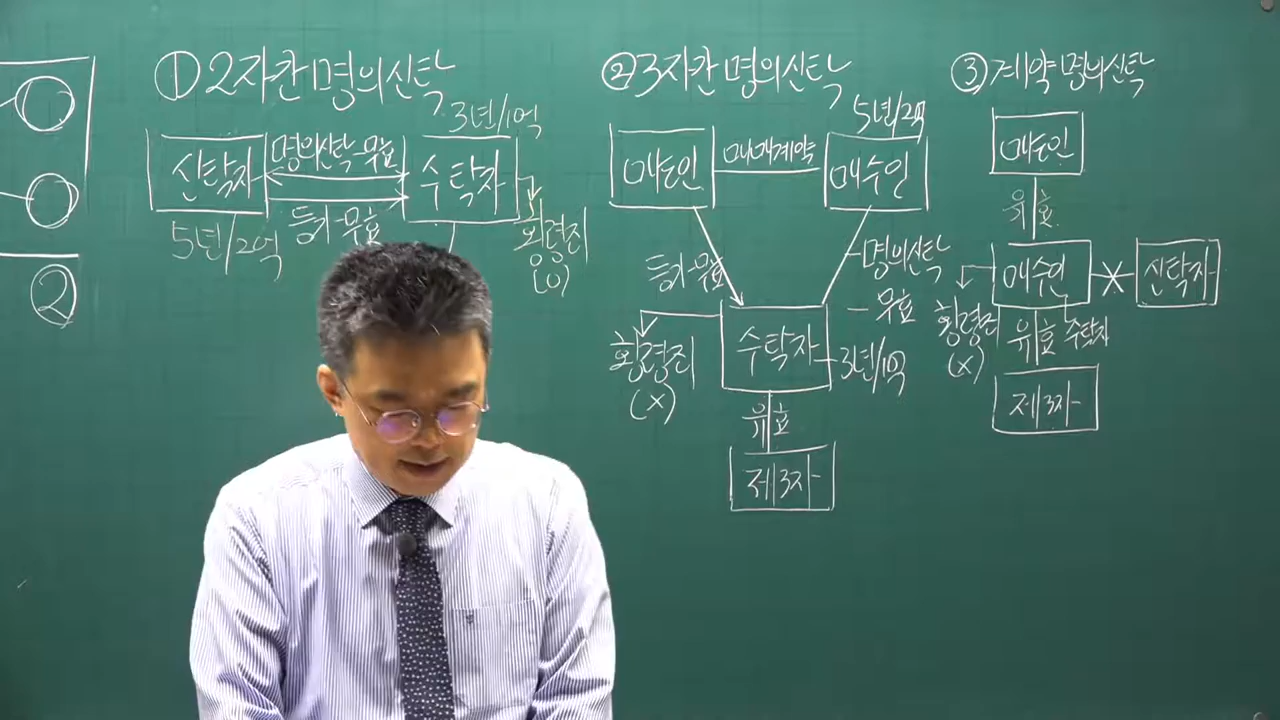 ①2자간 명의신탁
3년/1억
신탁자
명의신탁-무효
수탁자
등기-무효
5년/2억
횡령죄
(O)
②
②3자간 명의신탁
5년/2억
매도인
매매계약
매수인
등기-무효
명의신탁
-무효
횡령죄
(X)
수탁자
3년/1억
유효
제3자
③계약명의신탁
매도인
유효
매수인
신탁자
횡령죄
(X)
유효
수탁자
제3자